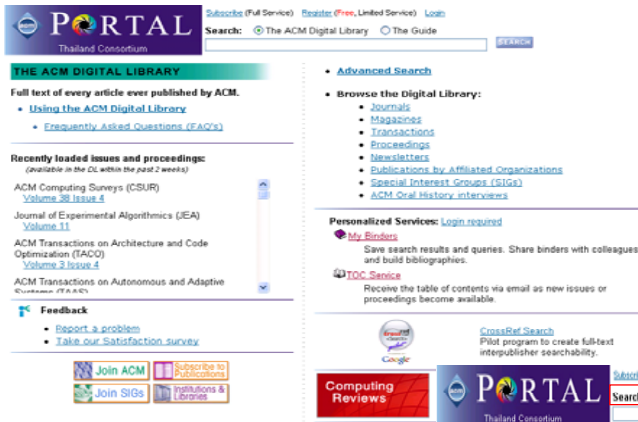 Subscribe (Full Service) Register (Free, Limited Service) Login
PORTAL
Thailand Consortium
Search: The ACM Digital Library The Guide
SEARCH
THE ACM DIGITAL LIBRARY
Full text of every article ever published by ACM.
Using the ACM Digital Library
Frequently Asked Questions (FAQ's)
Recently loaded issues and proceedings:
(available in the DL within the past 2 weeks)
ACM Computing Surveys (CSUR)
Volume 38 Issue 4
Journal of Experimental Algorithmics (JEA)
Volume 11
ACM Transactions on Architecture and Code
Optimization (TACO)
Volume 3 Issue 4
ACM Transactions on Autonomous and Adaptive
Systems (TAAS)
Feedback
Report a problem
Take our Satisfaction survey
Join ACM
Subscribe to
Publications
Join SIGs
Institutions &
Libraries
Advanced Search
Browse the Digital Library:
Journals
Magazines
Transactions
Proceedings
Newsletters
Publications by Affiliated Organizations
Special Interest Groups (SIGs)
ACM Oral History interviews
Personalized Services: Login required
My Binders
Save search results and queries. Share binders with colleagues
and build bibliographies.
TOC Service
Receive the table of contents via email as new issues or
proceedings become available.
Google
CrossRef Search
Pilot program to create full-text
interpublisher searchability.
Computing
Reviews
PORTAL
Thailand Consortium
Subscri
Search